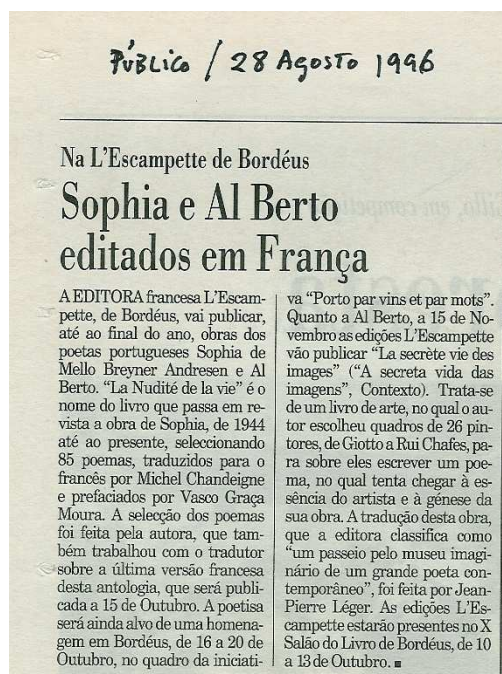 Público / 28 Agosto 1996
Na L'Escampette de Bordéus
Sophia e Al Berto
editados em França
A EDITORA francesa L'Escam-
pette, de Bordéus, vai publicar,
até ao final do ano, obras dos
poetas portugueses Sophia de
Mello Breyner Andresen e Al
Berto. "La Nudité de la vie" é o
nome do livro que passa em re-
vista a obra de Sophia, de 1944
até ao presente, seleccionando
85 poemas, traduzidos para o
francês por Michel Chandeigne
e prefaciados por Vasco Graça
Moura. A selecção dos poemas
foi feita pela autora, que tam-
bém trabalhou com o tradutor
sobre a última versão francesa
desta antologia, que será publi-
cada a 15 de Outubro. A poetisa
será ainda alvo de uma homena-
gem em Bordéus, de 16 a 20 de
Outubro, no quadro da iniciati-
va "Porto par vins et par mots".
Quanto a Al Berto, a 15 de No-
vembro as edições L'Escampette
vão publicar "La secrète vie des
images" ("A secreta vida das
imagens", Contexto). Trata-se
de um livro de arte, no qual o au-
tor escolheu quadros de 26 pin-
tores, de Giotto a Rui Chafes, pa-
ra sobre eles escrever um poe-
ma, no qual tenta chegar à es-
sência do artista e à génese da
sua obra. A tradução desta obra,
que a editora classifica como
"um passeio pelo museu imagi-
nário de um grande poeta con-
temporâneo", foi feita por Jean-
Pierre Léger. As edições L'Es-
campette estarão presentes no X
Salão do Livro de Bordéus, de 10
a 13 de Outubro. ■